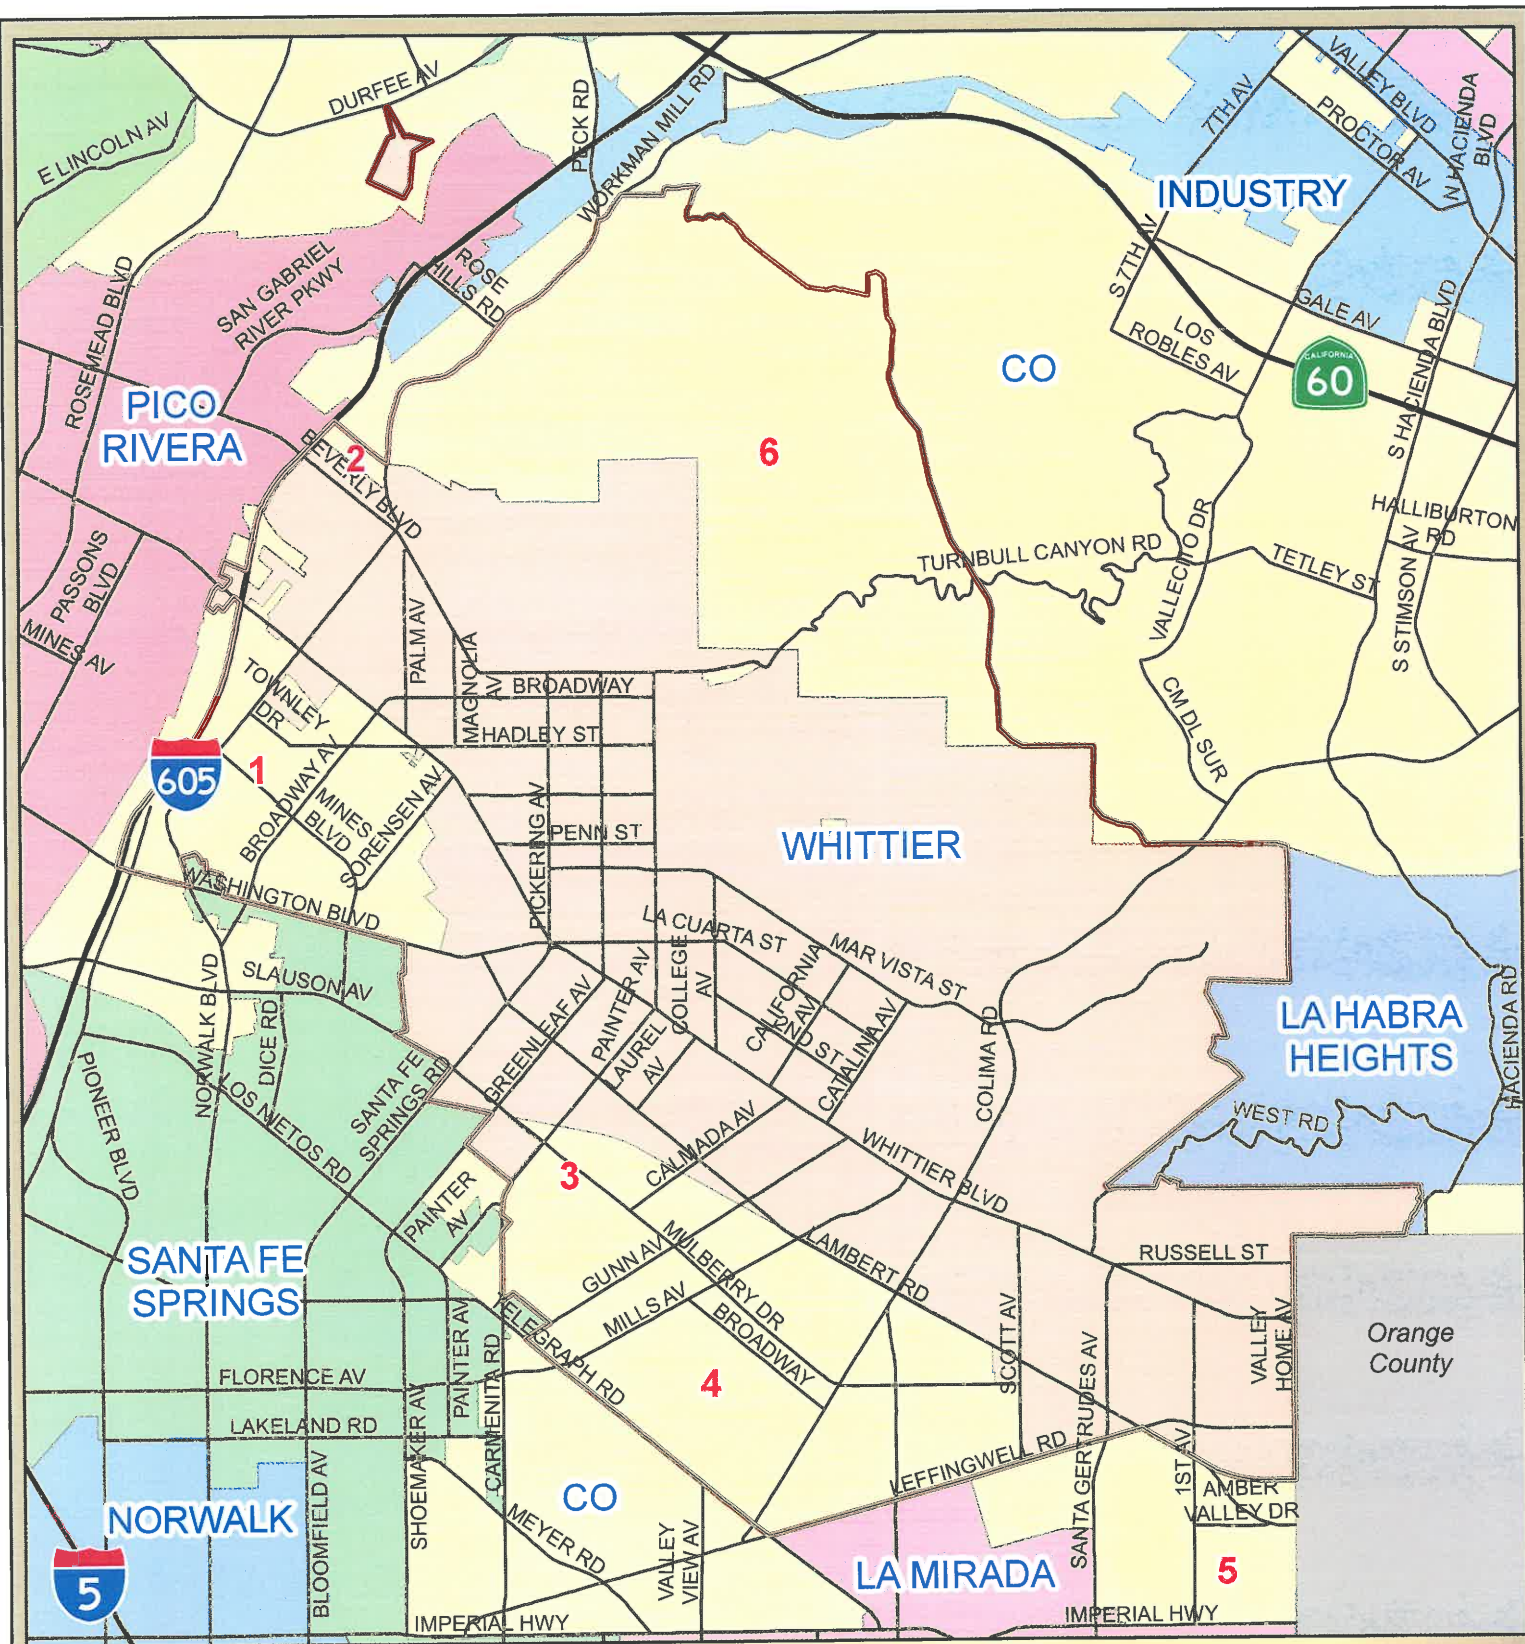 DURFEE AV
PECK RD
WORKMAN MILL RD
E LINCOLN AV
7TH AV
VALLEY BLVD
PROCTOR AV
N HACIENDA
BLVD
INDUSTRY
ROSEMEAD BLVD
SAN GABRIEL
RIVER PKWY
ROSE
HILLS RD
S 7TH AV
GALE AV
LOS
ROBLES AV
CALIFORNIA
60
S HACIENDA BLVD
CO
PICO
RIVERA
BEVERLY BLVD
2
6
HALLIBURTON
RD
PASSONS
BLVD
MINES AV
TURNBULL CANYON RD
VALLECITO DR
TETLEY ST
S STIMSON AV
PALM AV
MAGNOLIA
AV
BROADWAY
TOWNLEY
DR
HADLEY ST
CM DL SUR
605
1
BROADWAY AV
MINES
BLVD
SORENSEN AV
PICKERING AV
PENN ST
WHITTIER
WASHINGTON BLVD
LA CUARTA ST
MAR VISTA ST
COLLEGE
AV
CALIFORNIA
AV
2ND ST
CATALINA AV
SLAUSON AV
NORWALK BLVD
DICE RD
GREENLEAF AV
PAINTER AV
LAUREL
AV
COLIMA RD
LA HABRA
HEIGHTS
HACIENDA RD
WEST RD
PIONEER BLVD
LOS NIETOS RD
SANTA FE
SPRINGS RD
CALMADA AV
WHITTIER BLVD
3
PAINTER
AV
SANTA FE
SPRINGS
GUNN AV
MULBERRY DR
LAMBERT RD
RUSSELL ST
TELEGRAPH RD
MILLS AV
BROADWAY
SCOTT AV
SANTA GERTRUDES AV
VALLEY
HOME AV
Orange
County
FLORENCE AV
PAINTER AV
CARMENITA RD
4
LAKELAND RD
SHOEMAKER AV
BLOOMFIELD AV
LEFFINGWELL RD
1ST AV
AMBER
VALLEY DR
NORWALK
CO
MEYER RD
VALLEY
VIEW AV
LA MIRADA
5
5
IMPERIAL HWY
IMPERIAL HWY